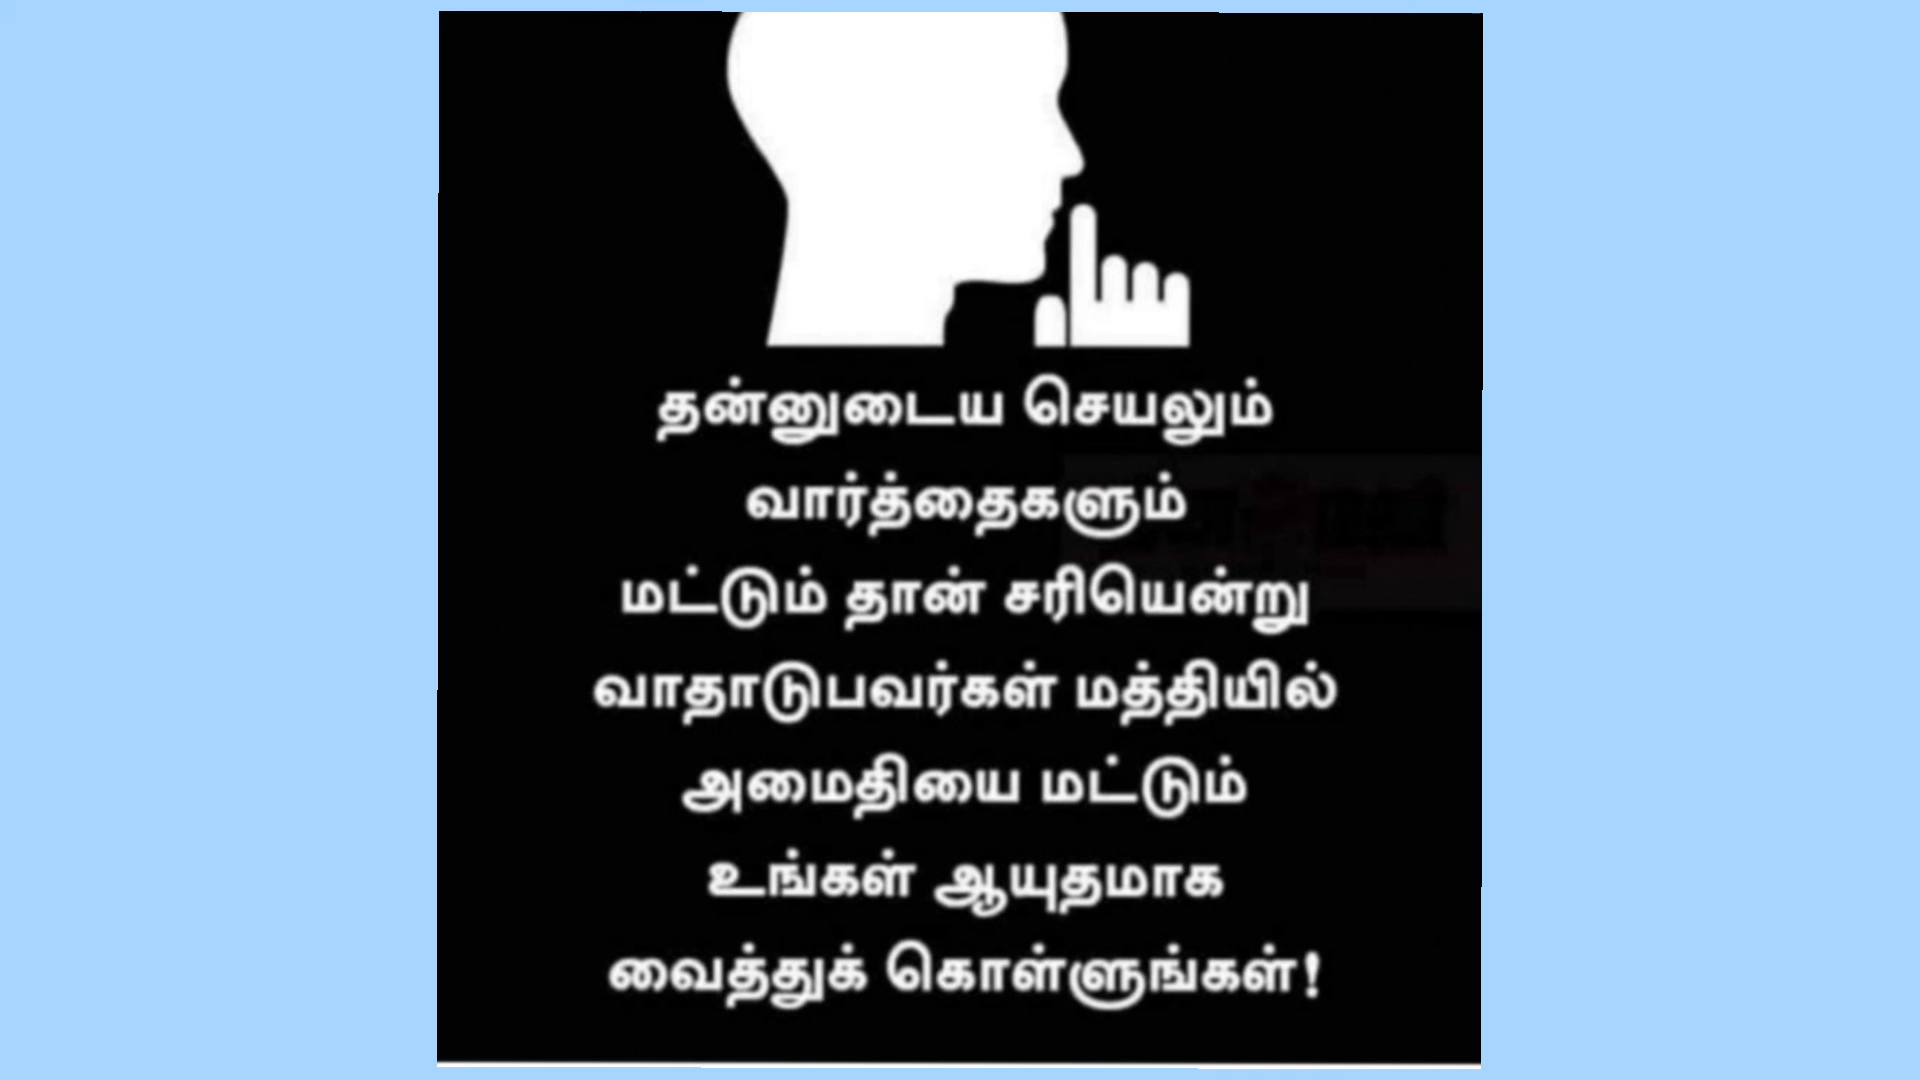 தன்னுடைய செயலும்
வார்த்தைகளும்
மட்டும் தான் சரியென்று
வாதாடுபவர்கள் மத்தியில்
அமைதியை மட்டும்
உங்கள் ஆயுதமாக
வைத்துக் கொள்ளுங்கள்!